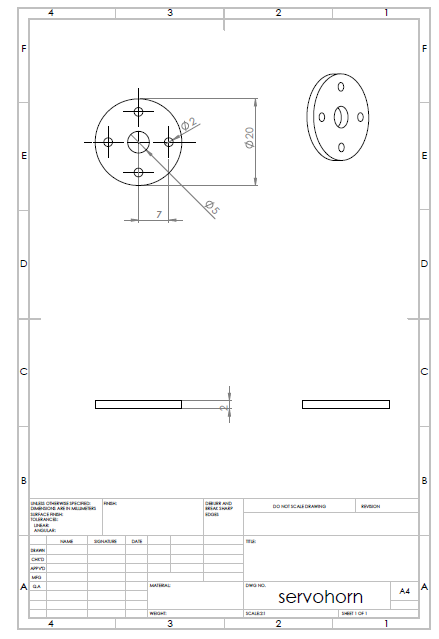 4 3 2 1
F F
Ø2
Ø20
E E
Ø5
7
D D
C C
2
B B
UNLESS OTHERWISE SPECIFIED:
DIMENSIONS ARE IN MILLIMETERS
SURFACE FINISH:
TOLERANCES:
LINEAR:
ANGULAR:
FINISH:
DEBURR AND
BREAK SHARP
EDGES
DO NOT SCALE DRAWING
REVISION
NAME SIGNATURE DATE
TITLE:
DRAWN
CHK'D
APPV'D
MFG
Q.A
MATERIAL:
DWG NO.
servohorn
A4
A A
WEIGHT:
SCALE:2:1
SHEET 1 OF 1
4 3 2 1